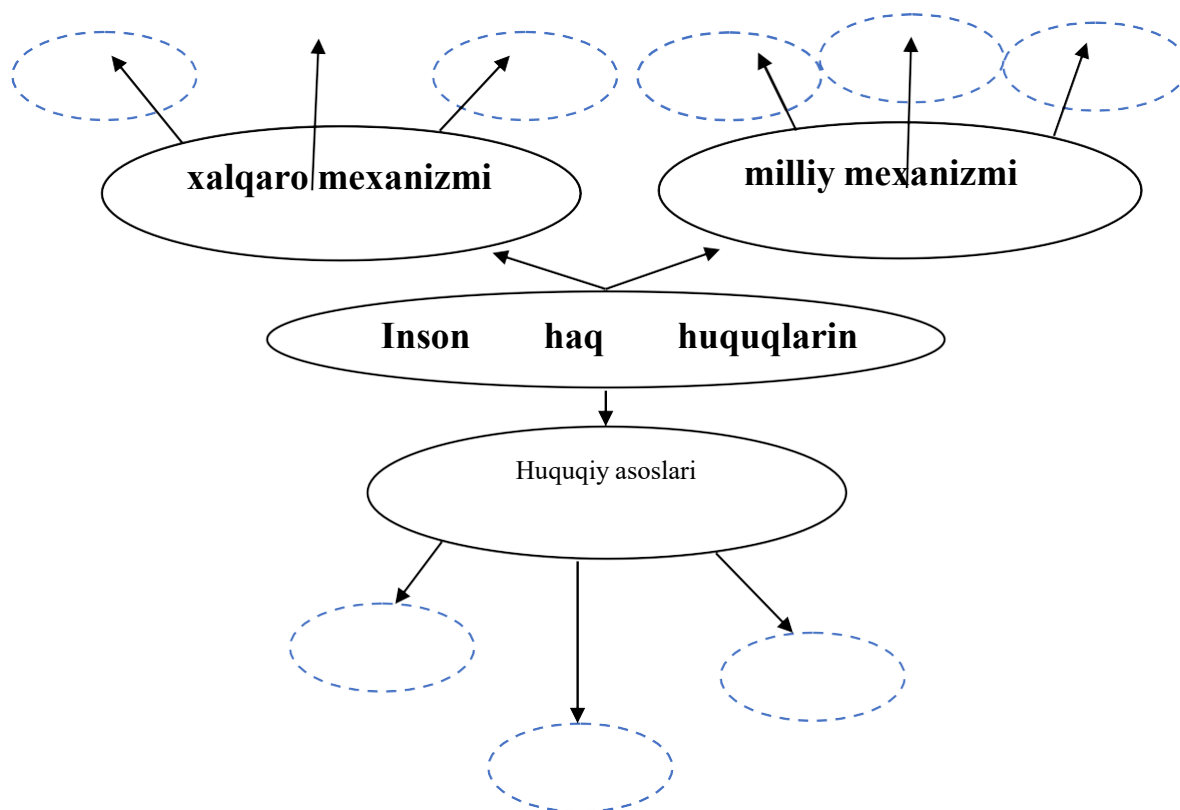 xalqaro mexanizmi
milliy mexanizmi
Inson haq huquqlarin
Huquqiy asoslari